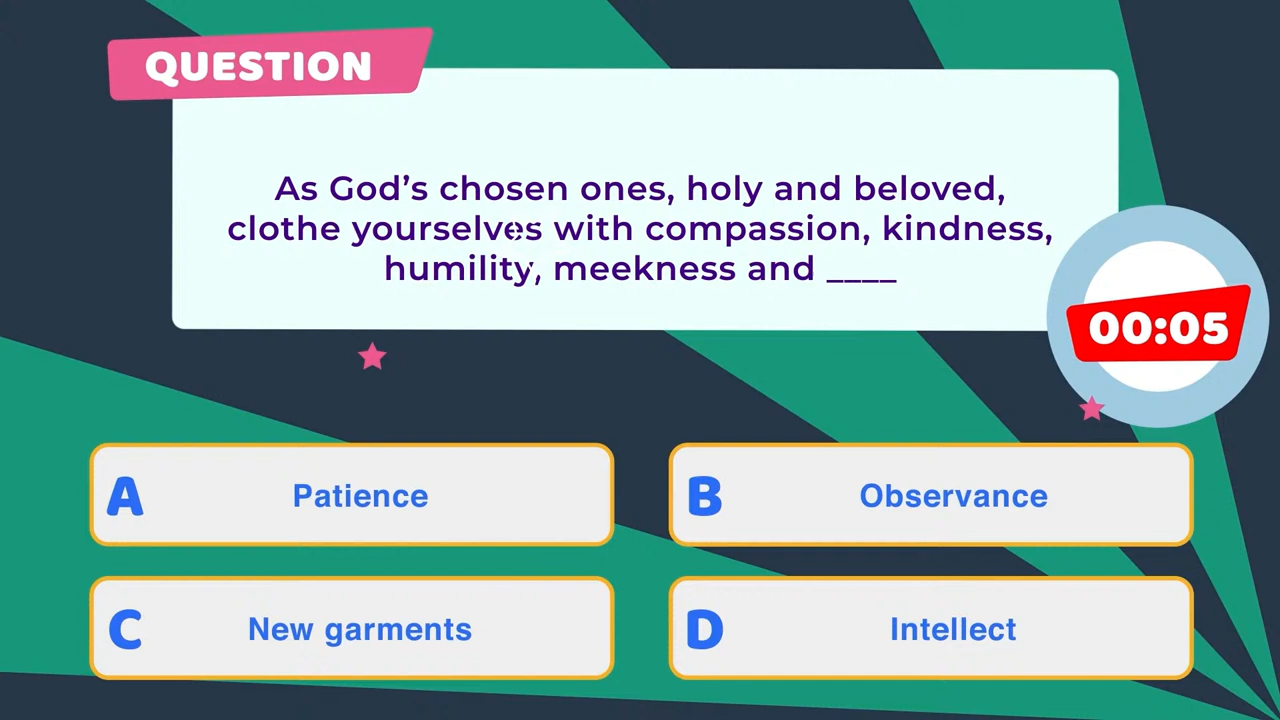 QUESTION
As God’s chosen ones, holy and beloved,
clothe yourselves with compassion, kindness,
humility, meekness and ____
00:05
A Patience
B Observance
C New garments
D Intellect